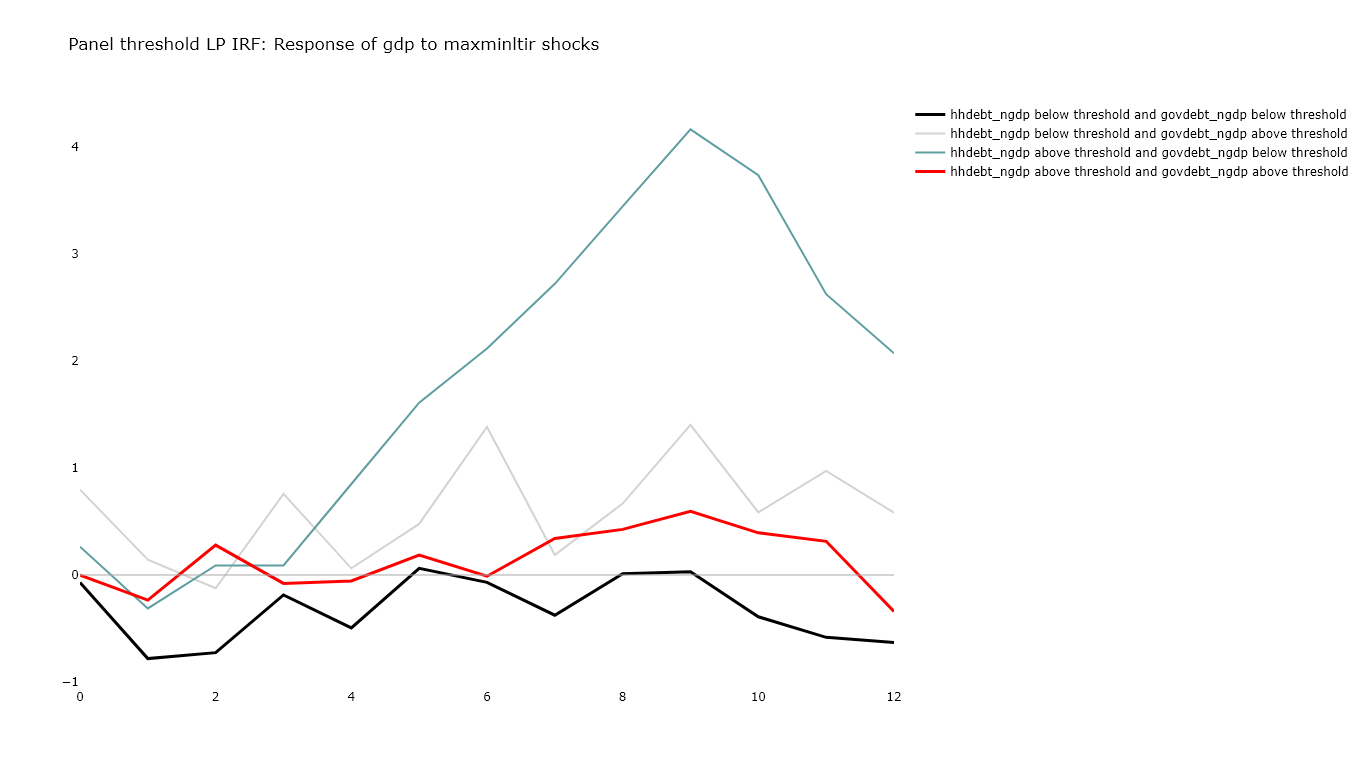 Panel threshold LP IRF: Response of gdp to maxminltir shocks
hhdebt_ngdp below threshold and govdebt_ngdp below threshold
hhdebt_ngdp below threshold and govdebt_ngdp above threshold
hhdebt_ngdp above threshold and govdebt_ngdp below threshold
hhdebt_ngdp above threshold and govdebt_ngdp above threshold
4
3
2
1
0
−1
0 2 4 6 8 10 12